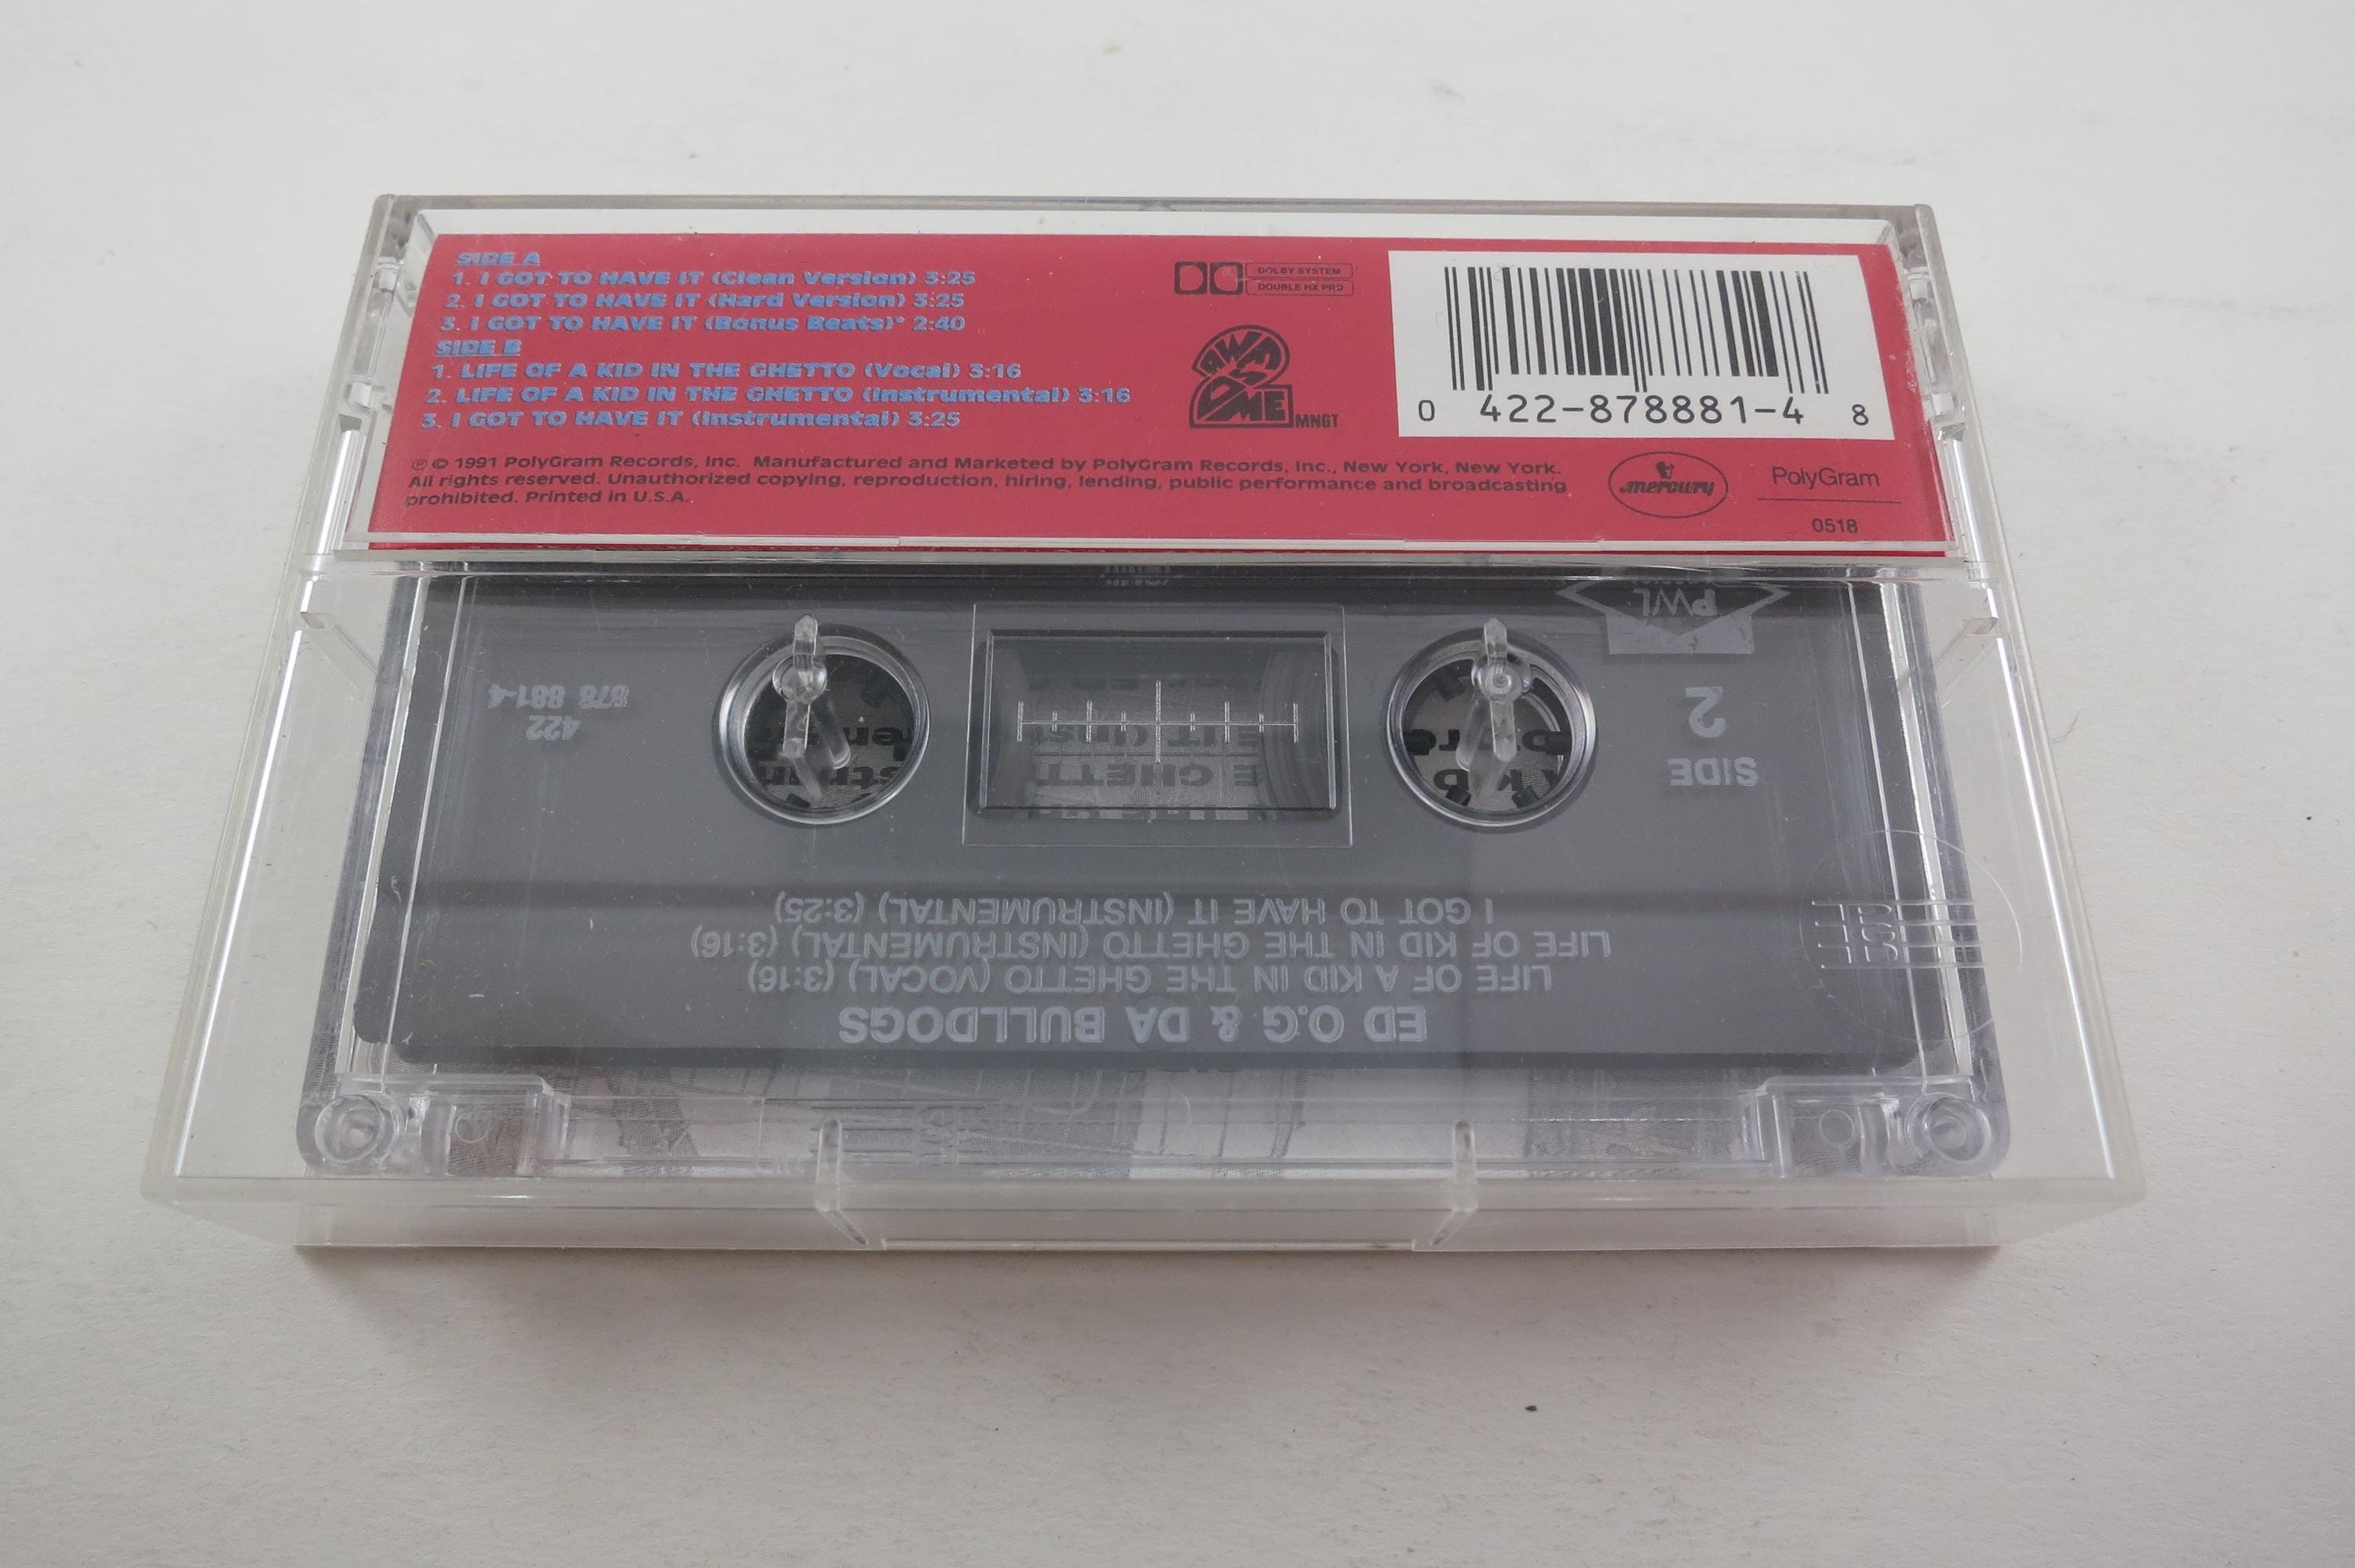 SIDE A
1. I GOT TO HAVE IT (Clean Version) 3:25
2. I GOT TO HAVE IT (Hard Version) 3:25
3. I GOT TO HAVE IT (Bonus Beats)* 2:40
SIDE B
1. LIFE OF A KID IN THE GHETTO (Vocal) 3:16
2. LIFE OF A KID IN THE GHETTO (Instrumental) 3:16
3. I GOT TO HAVE IT (Instrumental) 3:25
DOLBY SYSTEM
DOUBLE HX PRO
AWESOME MNGT
0 422-878881-4 8
℗ © 1991 PolyGram Records, Inc. Manufactured and Marketed by PolyGram Records, Inc., New York, New York.
All rights reserved. Unauthorized copying, reproduction, hiring, lending, public performance and broadcasting
prohibited. Printed in U.S.A.
mercury
PolyGram
0518
ED O.G & DA BULLDOGS
LIFE OF A KID IN THE GHETTO (VOCAL) (3:16)
LIFE OF KID IN THE GHETTO (INSTRUMENTAL) (3:16)
I GOT TO HAVE IT (INSTRUMENTAL) (3:25)
SIDE
2
422
878 881-4
PWL